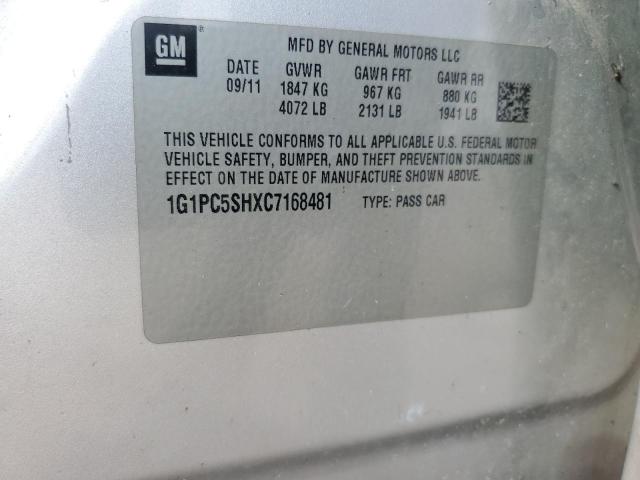 GM ®
MFD BY GENERAL MOTORS LLC
DATE GVWR GAWR FRT GAWR RR
09/11 1847 KG 967 KG 880 KG
4072 LB 2131 LB 1941 LB
THIS VEHICLE CONFORMS TO ALL APPLICABLE U.S. FEDERAL MOTOR
VEHICLE SAFETY, BUMPER, AND THEFT PREVENTION STANDARDS IN
EFFECT ON THE DATE OF MANUFACTURE SHOWN ABOVE.
1G1PC5SHXC7168481 TYPE: PASS CAR